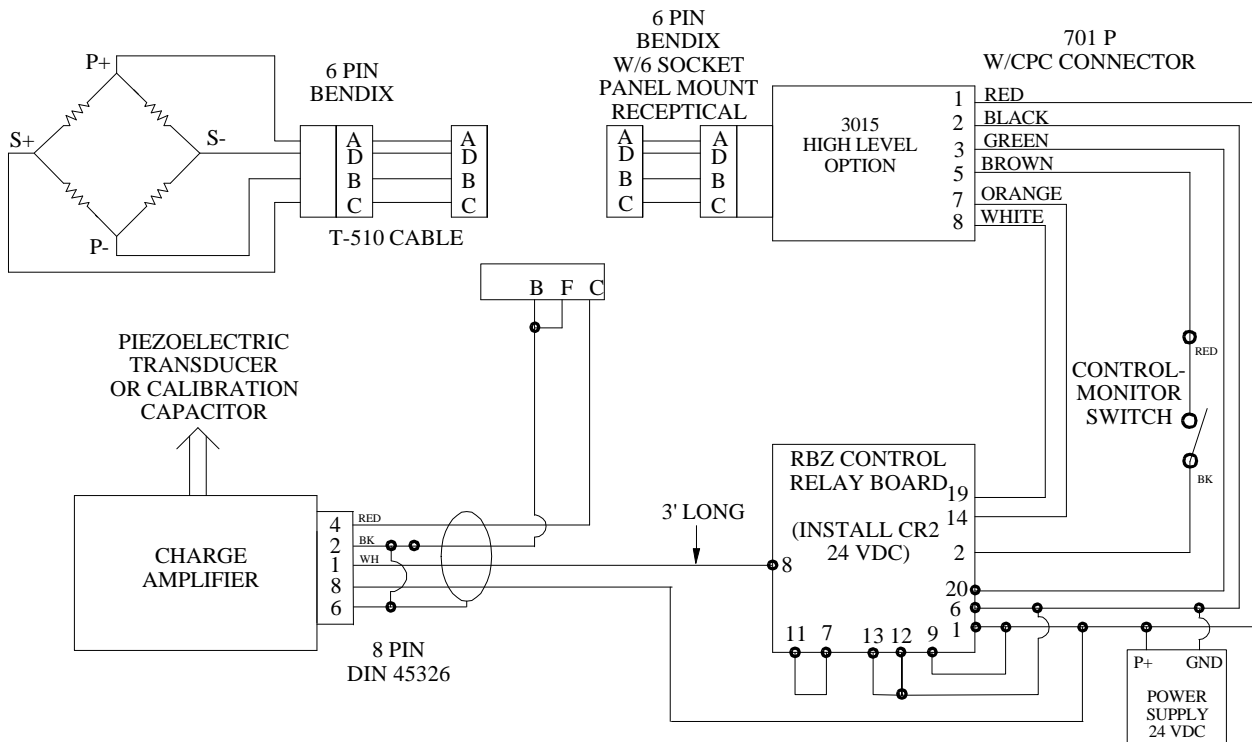 P+
S+
S-
P-
6 PIN
BENDIX
A
D
B
C
A
D
B
C
T-510 CABLE
6 PIN
BENDIX
W/6 SOCKET
PANEL MOUNT
RECEPTICAL
A
D
B
C
A
D
B
C
3015
HIGH LEVEL
OPTION
701 P
W/CPC CONNECTOR
1 RED
2 BLACK
3 GREEN
5 BROWN
7 ORANGE
8 WHITE
B F C
PIEZOELECTRIC
TRANSDUCER
OR CALIBRATION
CAPACITOR
CHARGE
AMPLIFIER
4 RED
2 BK
1 WH
8
6
8 PIN
DIN 45326
3' LONG
RBZ CONTROL
RELAY BOARD
(INSTALL CR2
24 VDC)
8
19
14
2
20
6
1
11 7 13 12 9
CONTROL-
MONITOR
SWITCH
RED
BK
P+ GND
POWER
SUPPLY
24 VDC